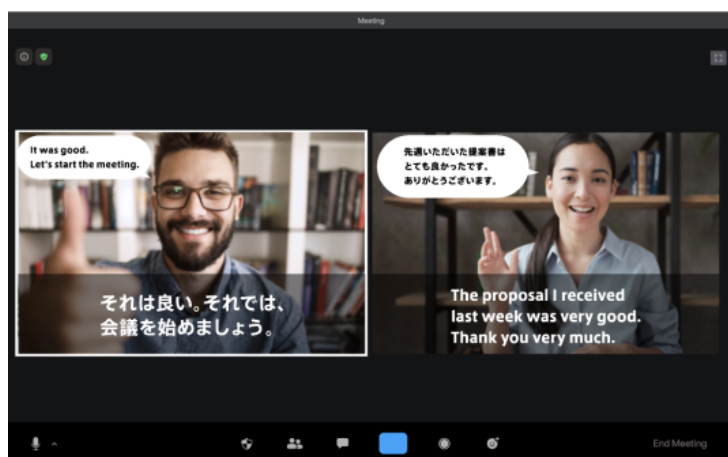 Meeting
It was good.
Let's start the meeting.
それは良い。それでは、
会議を始めましょう。
先週いただいた提案書は
とても良かったです。
ありがとうございます。
The proposal I received
last week was very good.
Thank you very much.
End Meeting